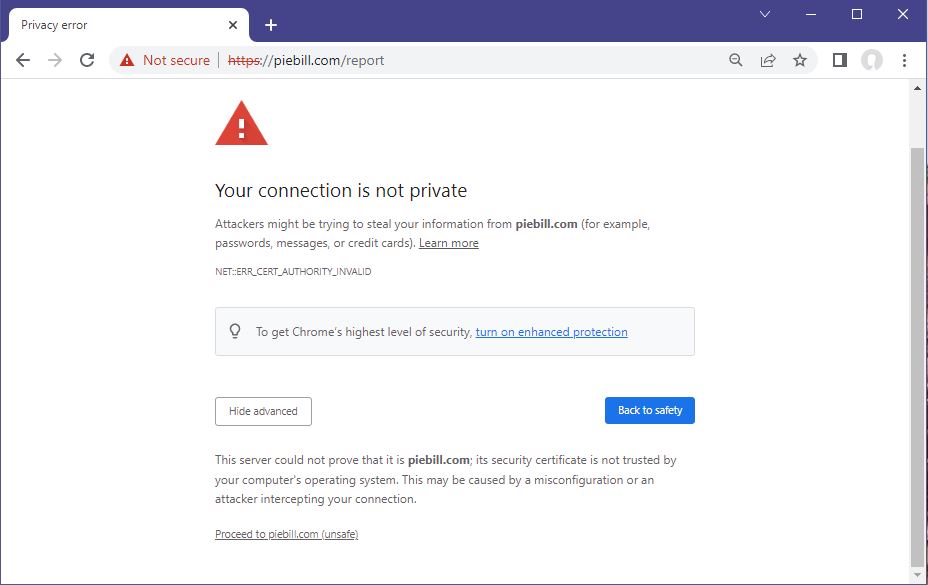 Privacy error
Not secure | https://piebill.com/report
Your connection is not private
Attackers might be trying to steal your information from piebill.com (for example,
passwords, messages, or credit cards). Learn more
NET::ERR_CERT_AUTHORITY_INVALID
To get Chrome's highest level of security, turn on enhanced protection
Hide advanced
Back to safety
This server could not prove that it is piebill.com; its security certificate is not trusted by
your computer's operating system. This may be caused by a misconfiguration or an
attacker intercepting your connection.
Proceed to piebill.com (unsafe)